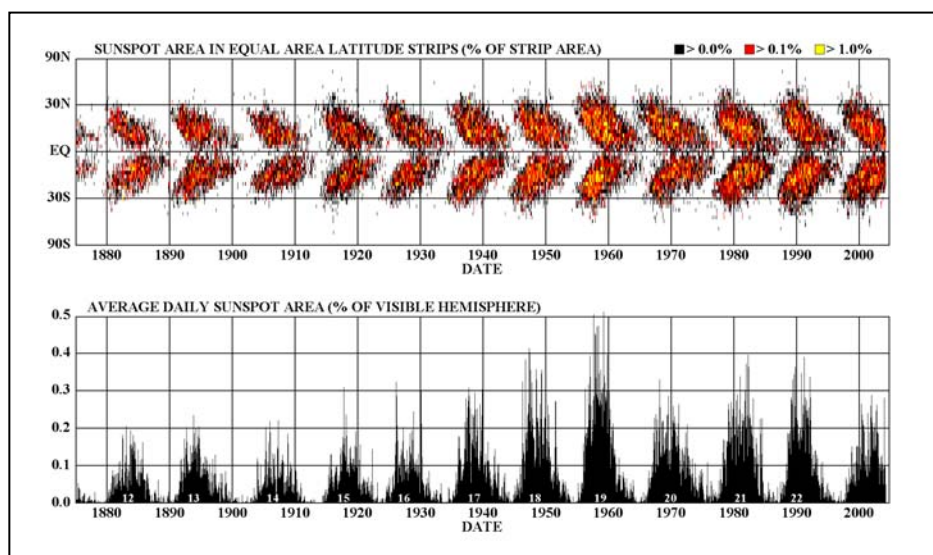 SUNSPOT AREA IN EQUAL AREA LATITUDE STRIPS (% OF STRIP AREA) > 0.0% > 0.1% > 1.0%
90N
30N
EQ
30S
90S
1880 1890 1900 1910 1920 1930 1940 1950 1960 1970 1980 1990 2000
DATE
AVERAGE DAILY SUNSPOT AREA (% OF VISIBLE HEMISPHERE)
0.5
0.4
0.3
0.2
0.1
0.0
12 13 14 15 16 17 18 19 20 21 22
1880 1890 1900 1910 1920 1930 1940 1950 1960 1970 1980 1990 2000
DATE